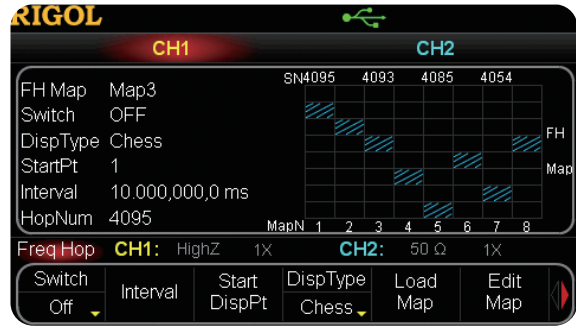 RIGOL
CH1 CH2
SN4095 4093 4085 4054
FH Map Map3
Switch OFF
DispType Chess
FH
StartPt 1
Map
Interval 10.000,000,0 ms
HopNum 4095
MapN 1 2 3 4 5 6 7 8
Freq Hop CH1: HighZ 1X CH2: 50 Ω 1X
Switch Interval Start DispType Load Edit
Off DispPt Chess Map Map